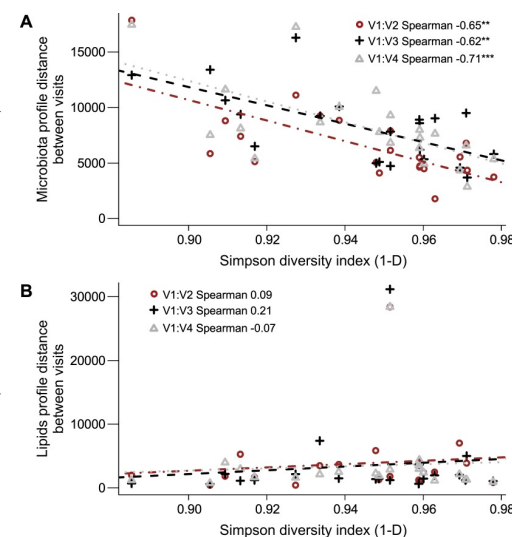 A
V1:V2 Spearman -0.65**
V1:V3 Spearman -0.62**
V1:V4 Spearman -0.71***
Microbiota profile distance
between visits
15000
10000
5000
0
0.90 0.92 0.94 0.96 0.98
Simpson diversity index (1-D)
B
V1:V2 Spearman 0.09
V1:V3 Spearman 0.21
V1:V4 Spearman -0.07
Lipids profile distance
between visits
30000
20000
10000
0
0.90 0.92 0.94 0.96 0.98
Simpson diversity index (1-D)